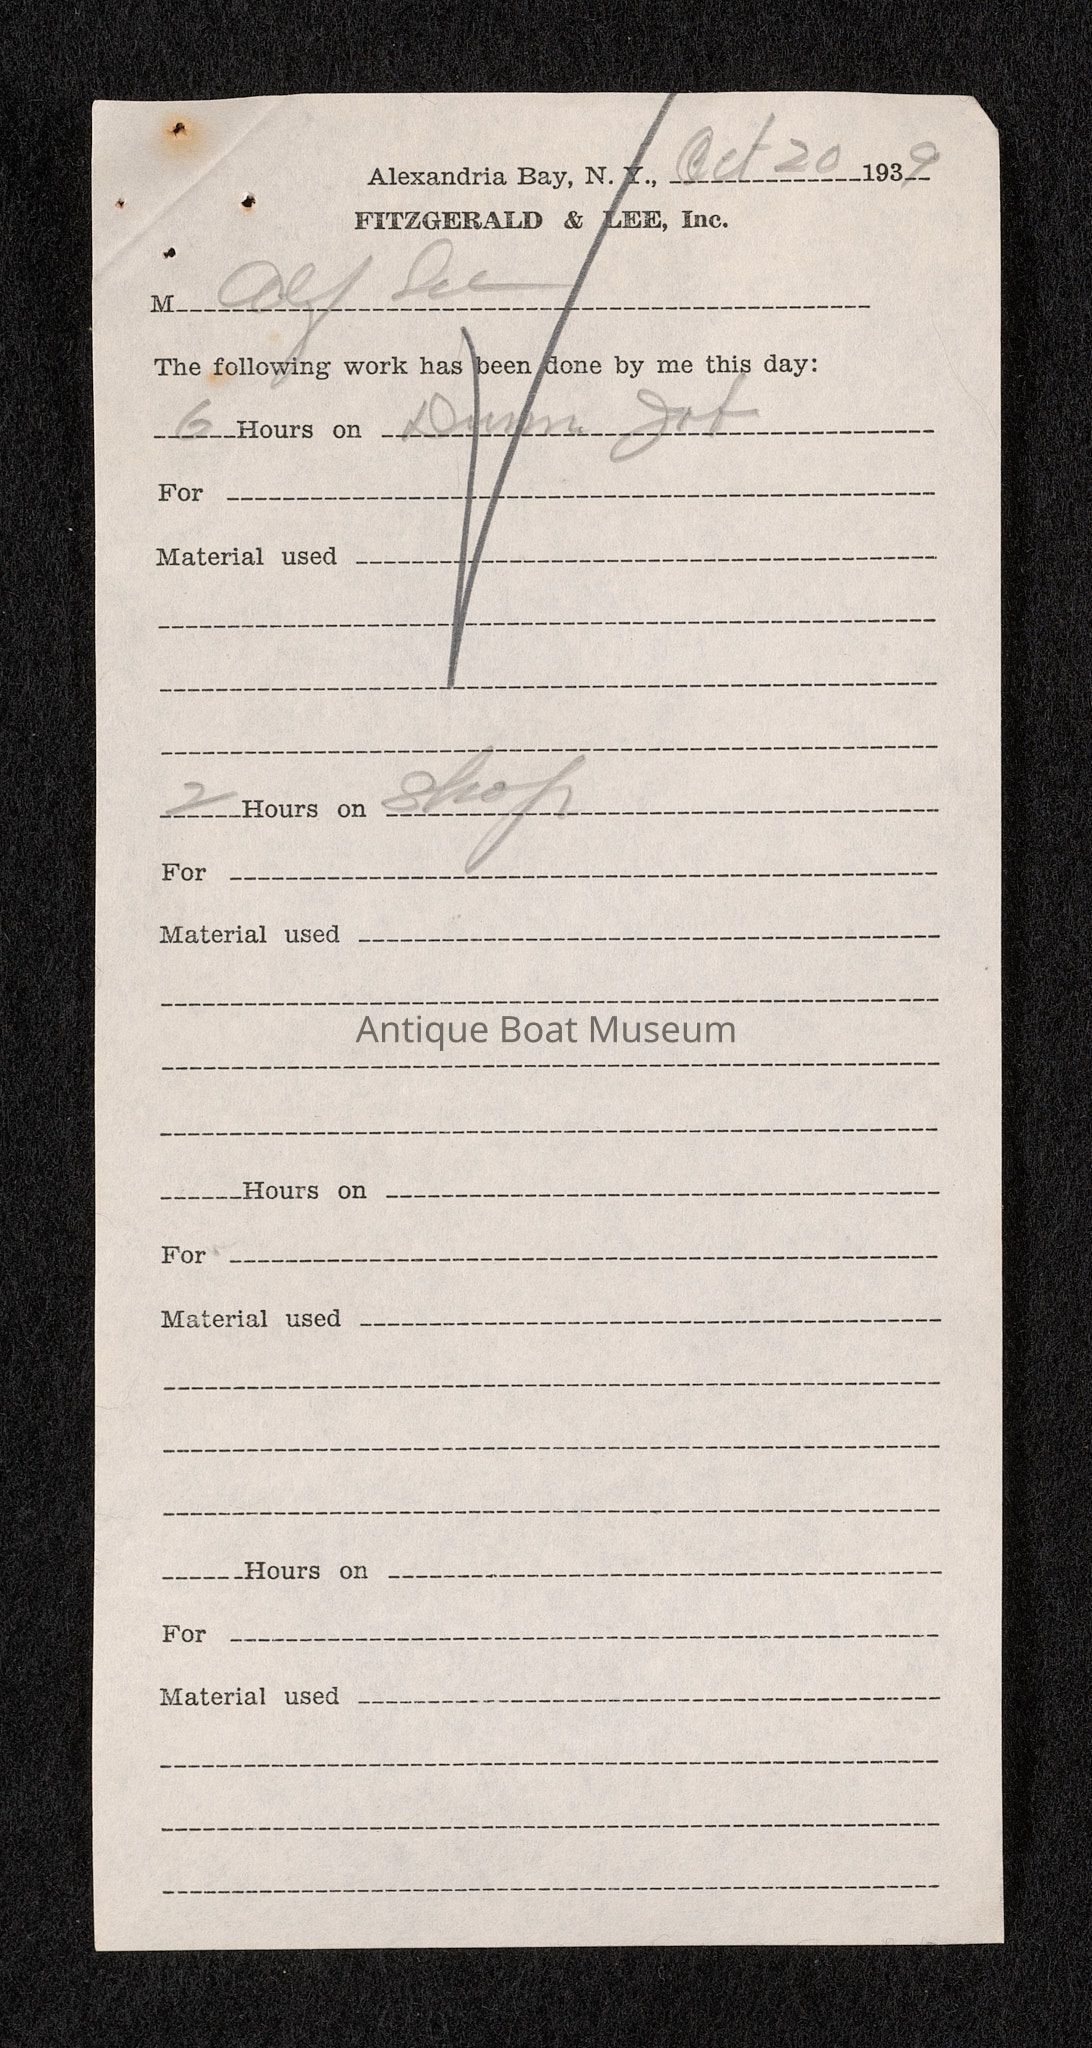 Alexandria Bay, N. Y., Oct 20 1939
FITZGERALD & LEE, Inc.
M Alf Lee
The following work has been done by me this day:
6 Hours on Dunn Job
For
Material used
2 Hours on Shop
For
Material used
Antique Boat Museum
Hours on
For
Material used
Hours on
For
Material used